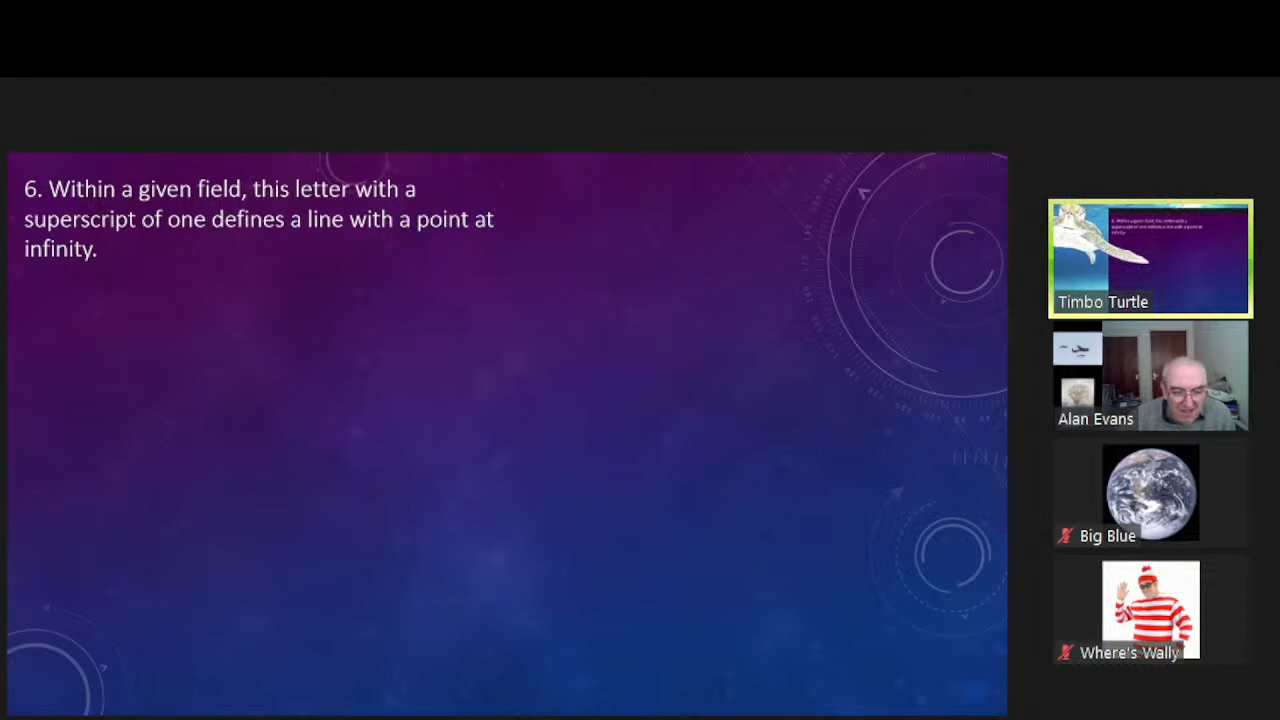 6. Within a given field, this letter with a
superscript of one defines a line with a point at
infinity.
Timbo Turtle
Alan Evans
Big Blue
Where's Wally